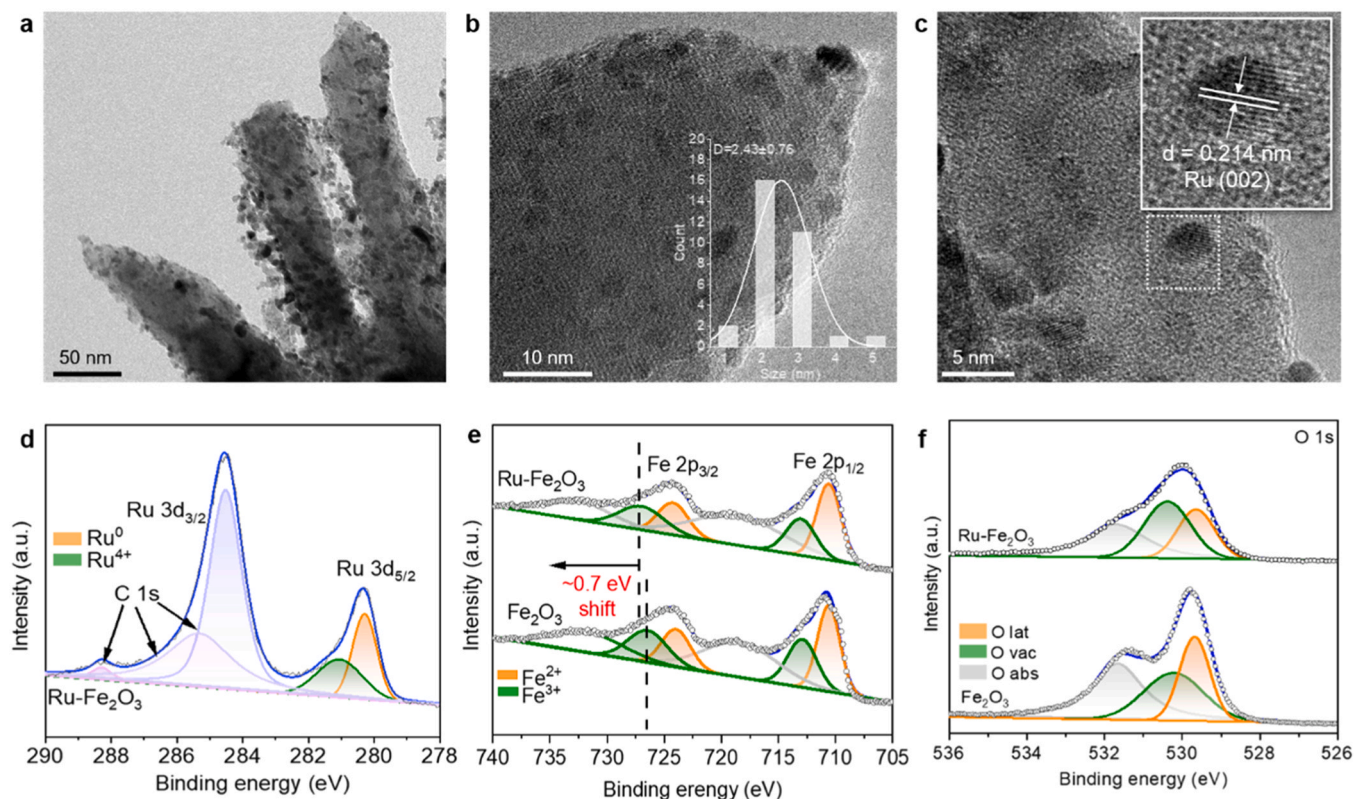 a
50 nm
b
D=2.43±0.76
20
18
16
14
12
10
8
6
4
2
0
Count
1 2 3 4 5
Size (nm)
10 nm
c
d = 0.214 nm
Ru (002)
5 nm
d
Ru 3d3/2
Ru⁰
Ru⁴⁺
C 1s
Ru 3d5/2
Ru-Fe₂O₃
Intensity (a.u.)
290 288 286 284 282 280 278
Binding energy (eV)
e
Fe 2p3/2
Fe 2p1/2
Ru-Fe₂O₃
~0.7 eV
shift
Fe₂O₃
Fe²⁺
Fe³⁺
Intensity (a.u.)
740 735 730 725 720 715 710 705
Binding erergy (eV)
f
O 1s
Ru-Fe₂O₃
O lat
O vac
O abs
Fe₂O₃
Intensity (a.u.)
536 534 532 530 528 526
Binding energy (eV)